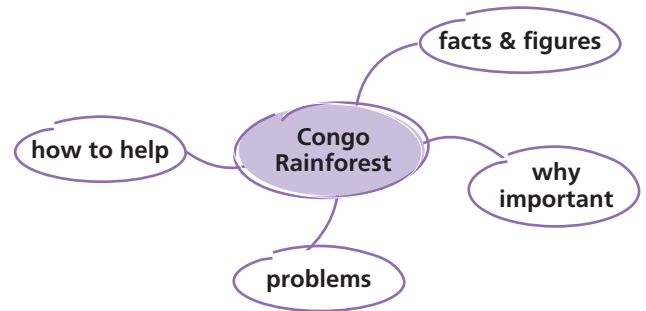 facts & figures
Congo
Rainforest
how to help
why
important
problems